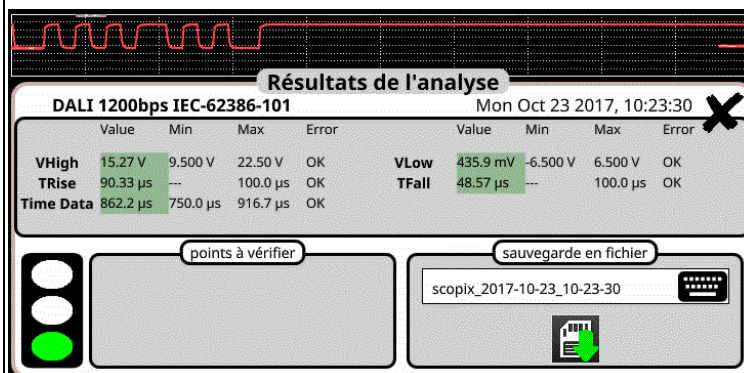 Résultats de l'analyse
DALI 1200bps IEC-62386-101 Mon Oct 23 2017, 10:23:30
Value Min Max Error Value Min Max Error
VHigh 15.27 V 9.500 V 22.50 V OK VLow 435.9 mV -6.500 V 6.500 V OK
TRise 90.33 µs --- 100.0 µs OK TFall 48.57 µs --- 100.0 µs OK
Time Data 862.2 µs 750.0 µs 916.7 µs OK
points à vérifier sauvegarde en fichier
scopix_2017-10-23_10-23-30